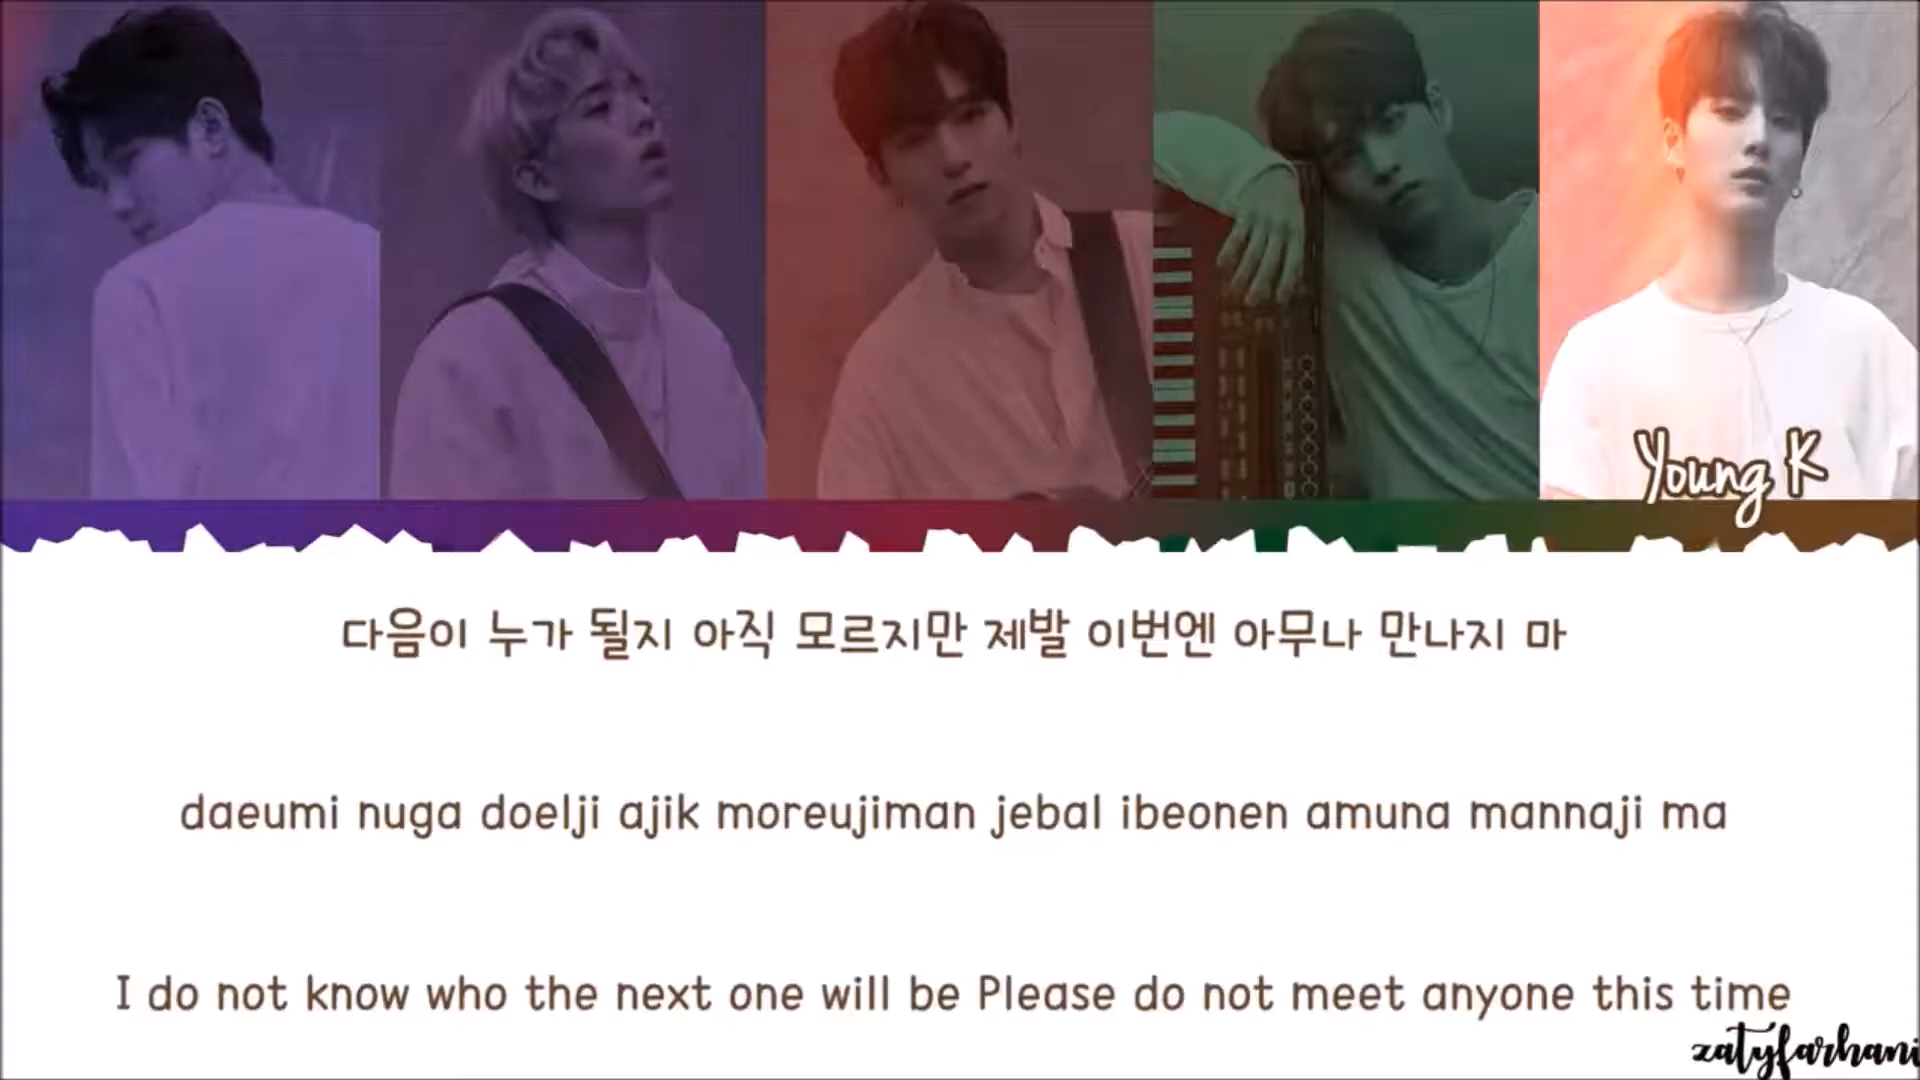 Young K
다음이 누가 될지 아직 모르지만 제발 이번엔 아무나 만나지 마
daeumi nuga doelji ajik moreujiman jebal ibeonen amuna mannaji ma
I do not know who the next one will be Please do not meet anyone this time
zatyfarhani